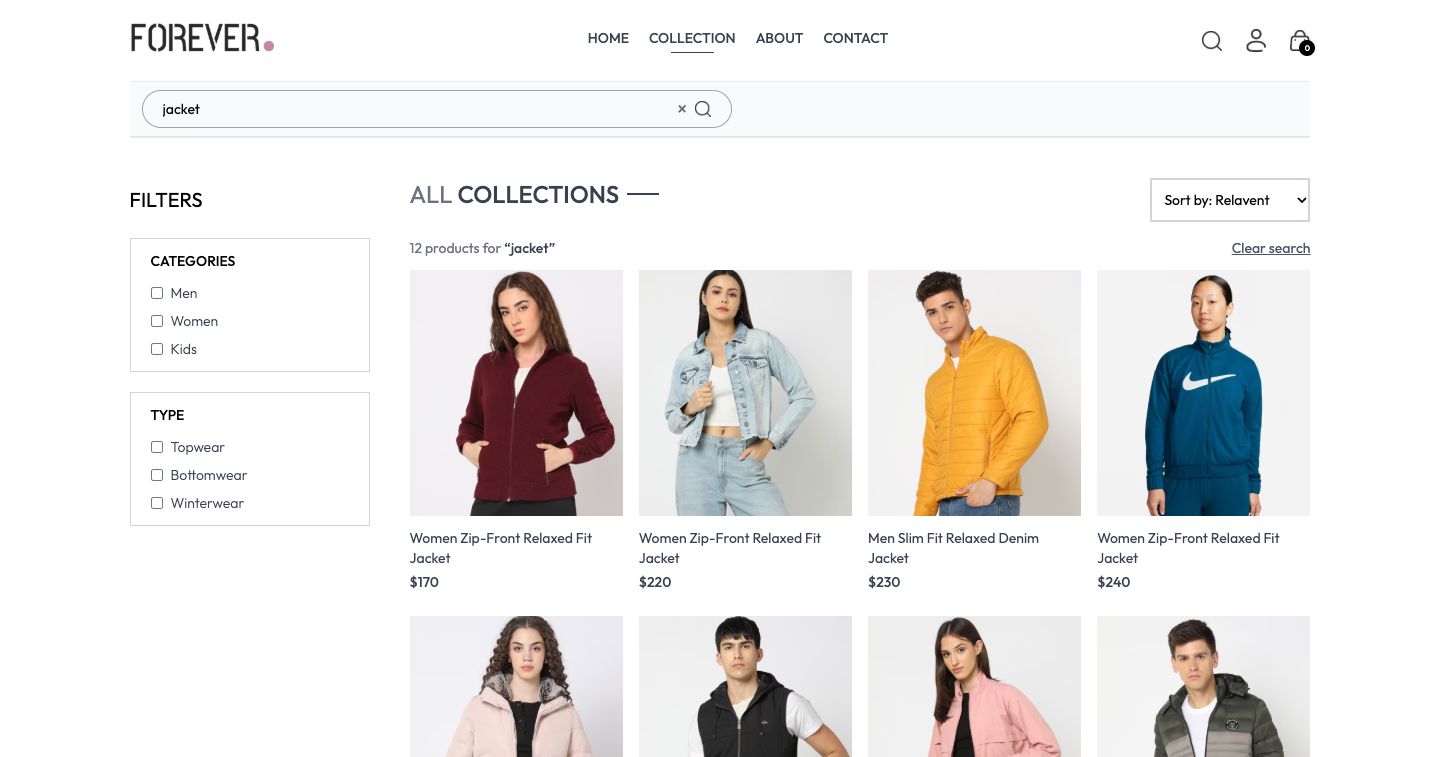 FOREVER.
HOME COLLECTION ABOUT CONTACT
0
jacket
×
FILTERS
CATEGORIES
Men
Women
Kids
TYPE
Topwear
Bottomwear
Winterwear
ALL COLLECTIONS
Sort by: Relavent
12 products for “jacket”
Clear search
Women Zip-Front Relaxed Fit
Jacket
$170
Women Zip-Front Relaxed Fit
Jacket
$220
Men Slim Fit Relaxed Denim
Jacket
$230
Women Zip-Front Relaxed Fit
Jacket
$240